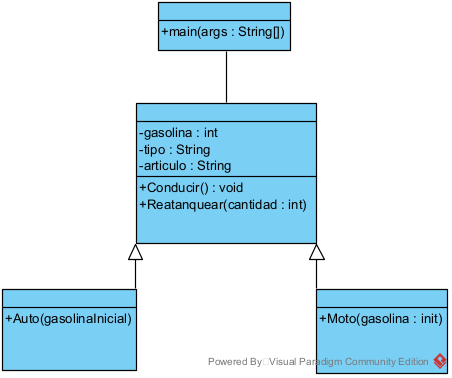 +main(args : String[])
-gasolina : int
-tipo : String
-articulo : String
+Conducir() : void
+Reatanquear(cantidad : int)
+Auto(gasolinaInicial)
+Moto(gasolina : init)
Powered By Visual Paradigm Community Edition